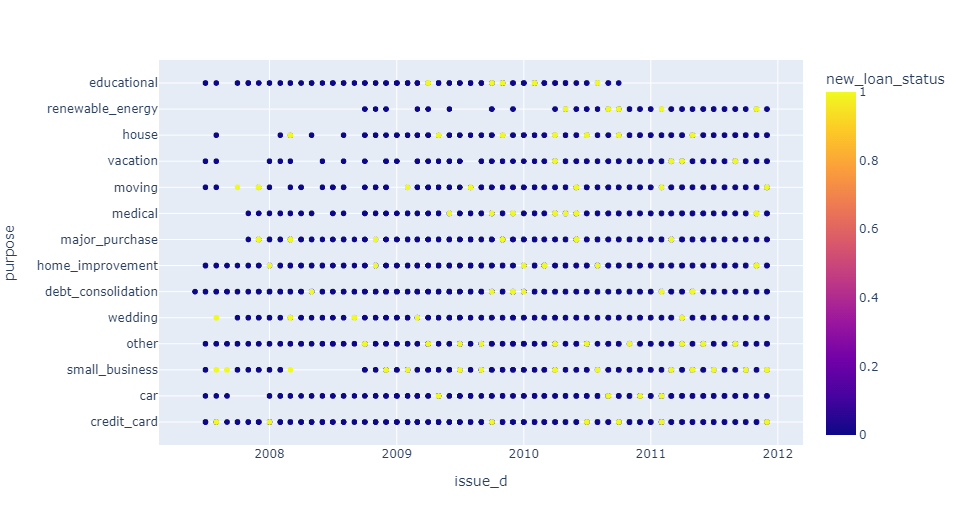 new_loan_status
educational
renewable_energy
house
vacation
moving
medical
major_purchase
home_improvement
debt_consolidation
wedding
other
small_business
car
credit_card
purpose
2008 2009 2010 2011 2012
issue_d
1
0.8
0.6
0.4
0.2
0